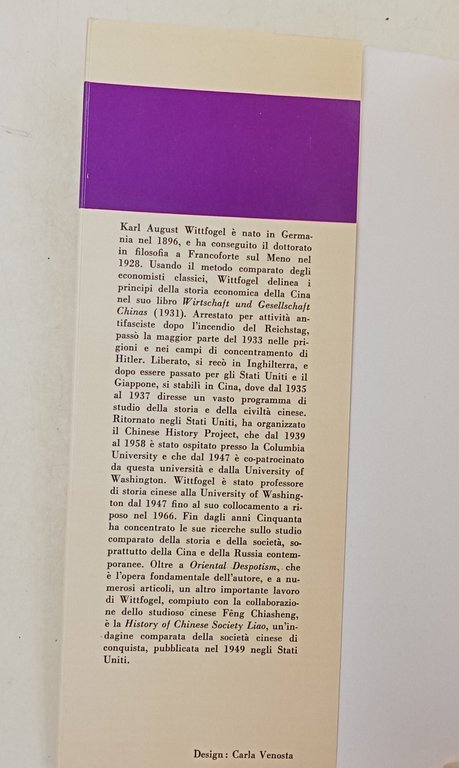 Karl August Wittfogel è nato in Germa-
nia nel 1896, e ha conseguito il dottorato
in filosofia a Francoforte sul Meno nel
1928. Usando il metodo comparato degli
economisti classici, Wittfogel delinea i
principi della storia economica della Cina
nel suo libro Wirtschaft und Gesellschaft
Chinas (1931). Arrestato per attività an-
tifasciste dopo l'incendio del Reichstag,
passò la maggior parte del 1933 nelle pri-
gioni e nei campi di concentramento di
Hitler. Liberato, si recò in Inghilterra, e
dopo essere passato per gli Stati Uniti e il
Giappone, si stabilì in Cina, dove dal 1935
al 1937 diresse un vasto programma di
studio della storia e della civiltà cinese.
Ritornato negli Stati Uniti, ha organizzato
il Chinese History Project, che dal 1939
al 1958 è stato ospitato presso la Columbia
University e che dal 1947 è co-patrocinato
da questa università e dalla University of
Washington. Wittfogel è stato professore
di storia cinese alla University of Washing-
ton dal 1947 fino al suo collocamento a ri-
poso nel 1966. Fin dagli anni Cinquanta
ha concentrato le sue ricerche sullo studio
comparato della storia e della società, so-
prattutto della Cina e della Russia contem-
poranee. Oltre a Oriental Despotism, che
è l'opera fondamentale dell'autore, e a nu-
merosi articoli, un altro importante lavoro
di Wittfogel, compiuto con la collaborazio-
ne dello studioso cinese Fêng Chiasheng,
è la History of Chinese Society Liao, un'in-
dagine comparata della società cinese di
conquista, pubblicata nel 1949 negli Stati
Uniti.
Design: Carla Venosta